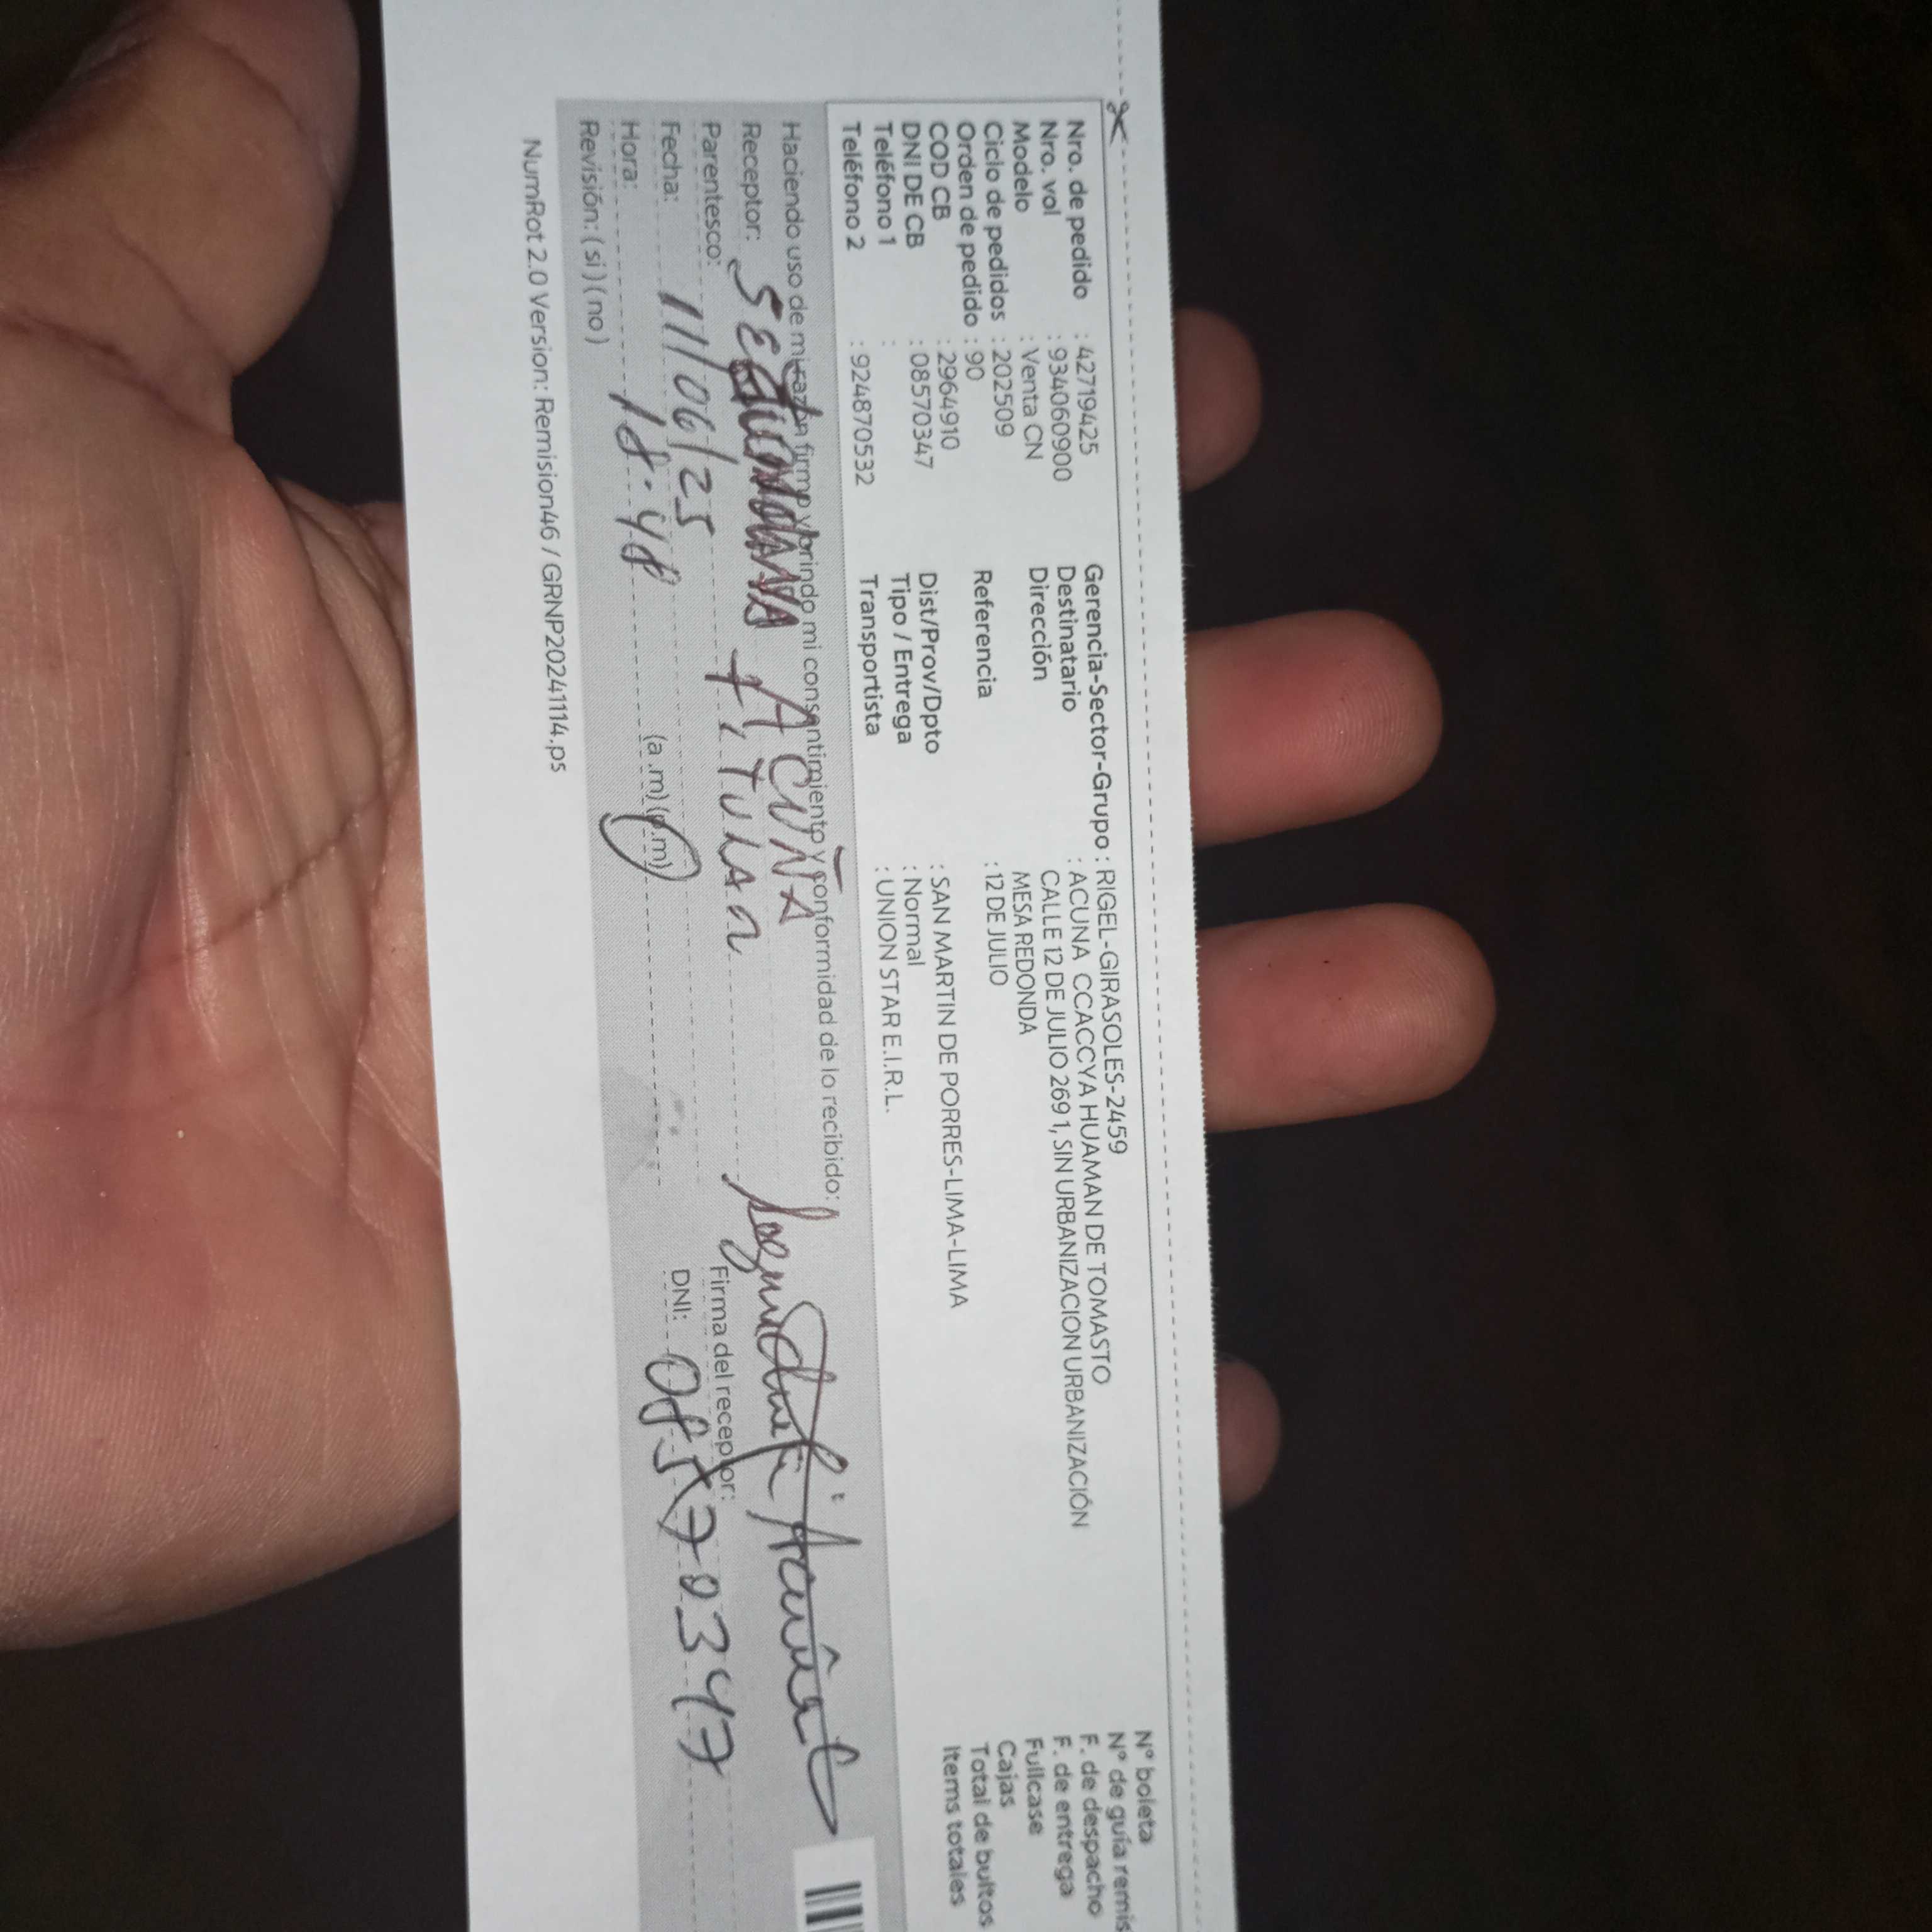 Nro. de pedido : 42719425
Nro. vol : 934060900
Modelo : Venta CN
Ciclo de pedidos : 202509
Orden de pedido : 90
COD CB : 2964910
DNI DE CB : 08570347
Teléfono 1 :
Teléfono 2 : 924870532
Gerencia-Sector-Grupo : RIGEL-GIRASOLES-2459
Destinatario : ACUNA CCACCYA HUAMAN DE TOMASTO
Dirección CALLE 12 DE JULIO 269 1, SIN URBANIZACION URBANIZACIÓN
MESA REDONDA
Referencia : 12 DE JULIO
Dist/Prov/Dpto : SAN MARTIN DE PORRES-LIMA-LIMA
Tipo / Entrega : Normal
Transportista : UNION STAR E.I.R.L.
N° boleta
N° de guía remis
F. de despacho
F. de entrega
Fullcase
Cajas
Total de bultos
Items totales
Haciendo uso de mi razón firmo y brindo mi consentimiento y conformidad de lo recibido:
Receptor: ACUÑA
Parentesco: TITULAR
Fecha: 11/06/25
Hora: 18:48 (a.m) (p.m)
Revisión: ( si ) ( no )
Firma del receptor:
DNI: 08570347
NumRot 2.0 Version: Remision46 / GRNP20241114.ps